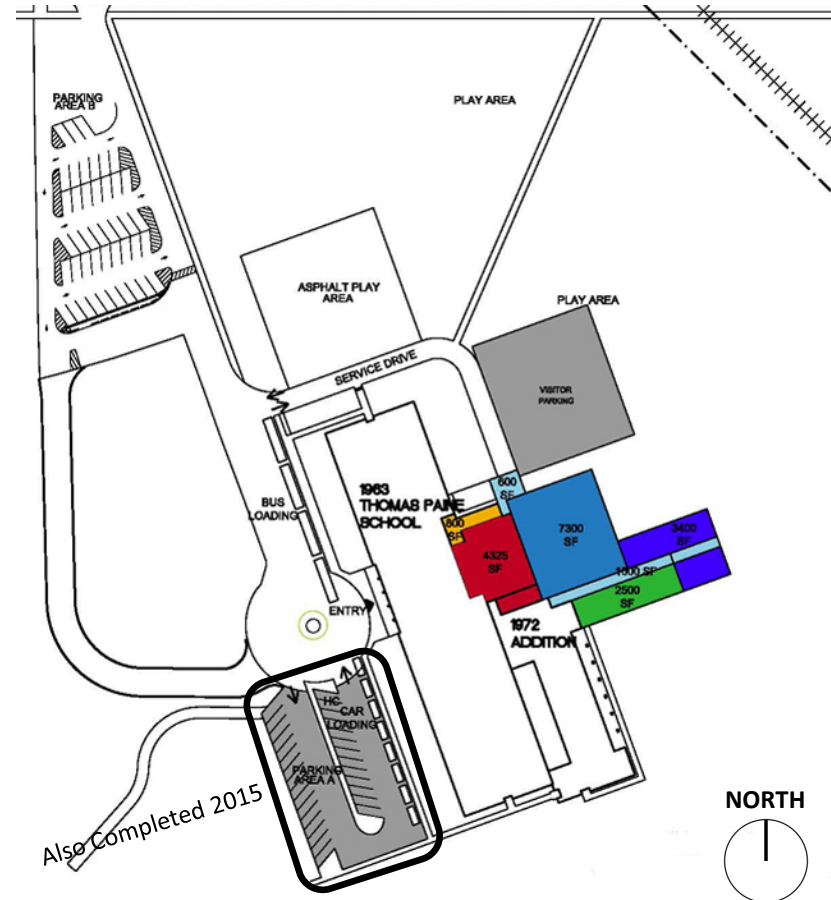 PARKING
AREA B
PLAY AREA
ASPHALT PLAY
AREA
PLAY AREA
SERVICE DRIVE
VISITOR
PARKING
1963
THOMAS PAINE
SCHOOL
600
SF
800
SF
BUS
LOADING
7300
SF
3400
SF
4325
SF
1600 SF
2500
SF
ENTRY
1972
ADDITION
HC
CAR
LOADING
PARKING
AREA A
Also Completed 2015
NORTH